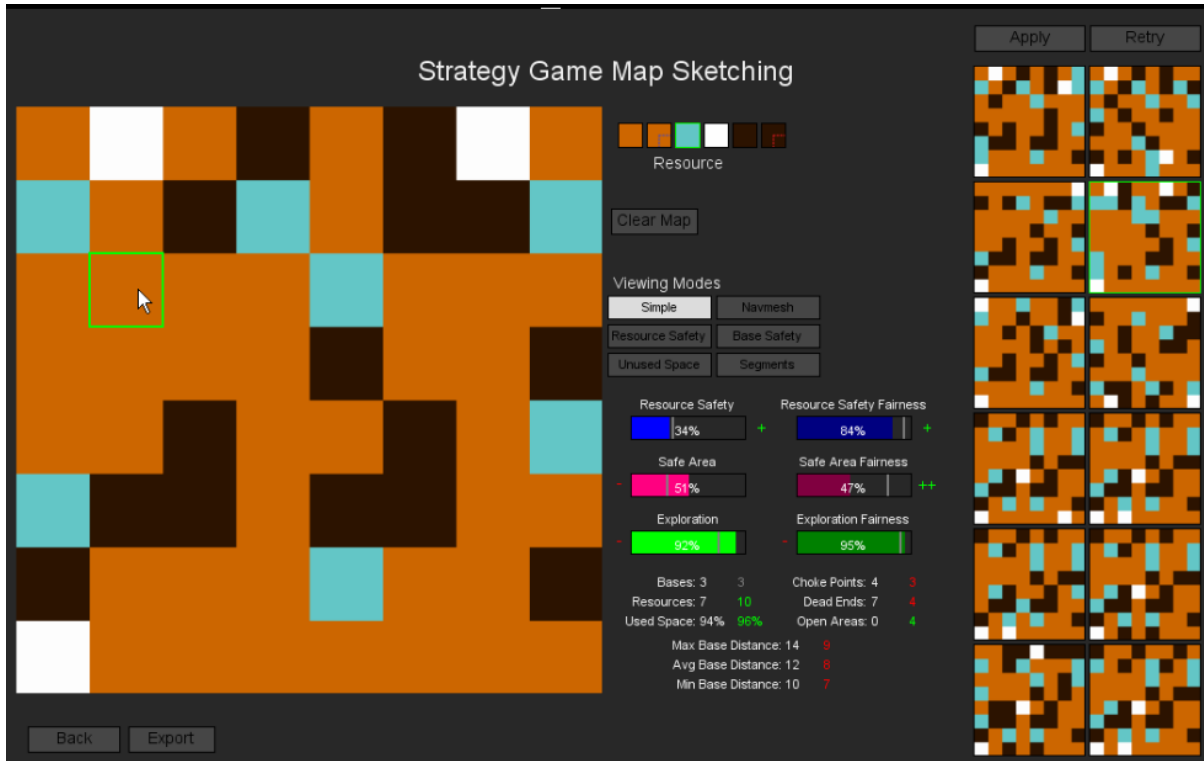 Apply Retry
Strategy Game Map Sketching
Resource
Clear Map
Viewing Modes
Simple Navmesh
Resource Safety Base Safety
Unused Space Segments
Resource Safety Resource Safety Fairness
34% + 84% +
Safe Area Safe Area Fairness
- 51% 47% ++
Exploration Exploration Fairness
- 92% - 95%
Bases: 3 3 Choke Points: 4 3
Resources: 7 10 Dead Ends: 7 4
Used Space: 94% 96% Open Areas: 0 4
Max Base Distance: 14 9
Avg Base Distance: 12 8
Min Base Distance: 10 7
Back Export